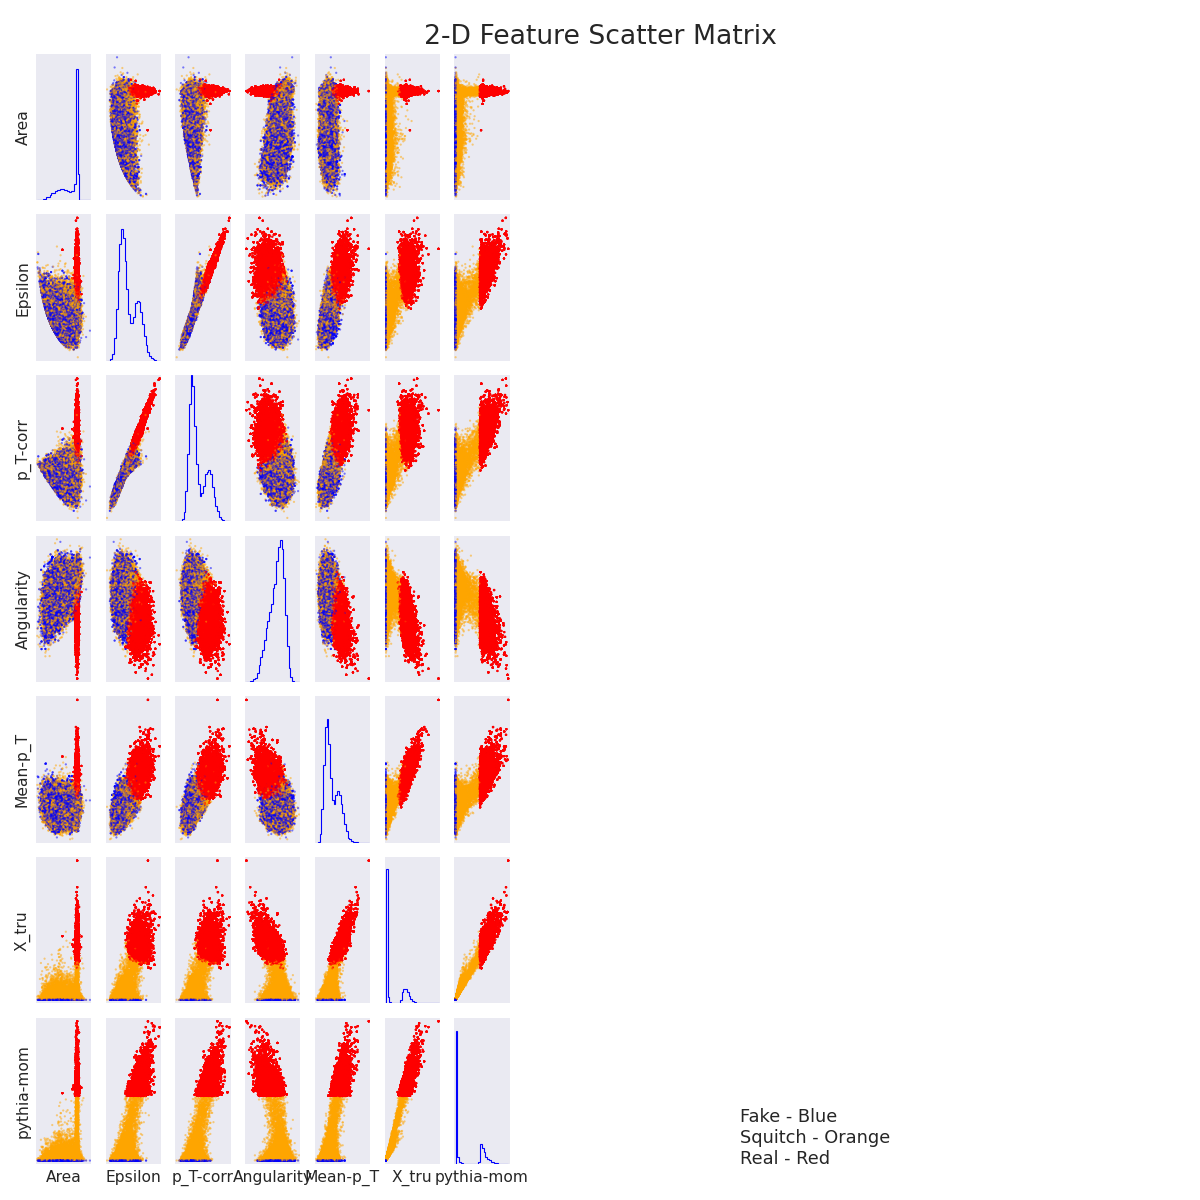 2-D Feature Scatter Matrix
Area
Epsilon
p_T-corr
Angularity
Mean-p_T
X_tru
pythia-mom
Area Epsilon p_T-corr Angularity Mean-p_T X_tru pythia-mom
Fake - Blue
Squitch - Orange
Real - Red